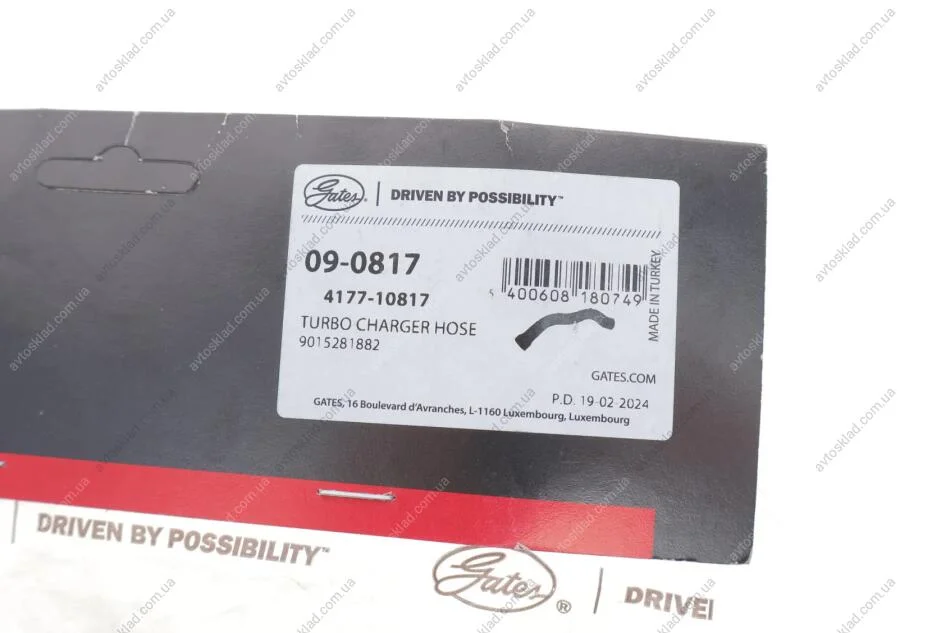 Gates® | DRIVEN BY POSSIBILITY™
09-0817
4177-10817
TURBO CHARGER HOSE
9015281882
5 400608 180749
MADE IN TURKEY
GATES.COM
P.D. 19-02-2024
GATES, 16 Boulevard d'Avranches, L-1160 Luxembourg, Luxembourg
DRIVEN BY POSSIBILITY™
Gates® | DRIVEI
avtosklad.com.ua